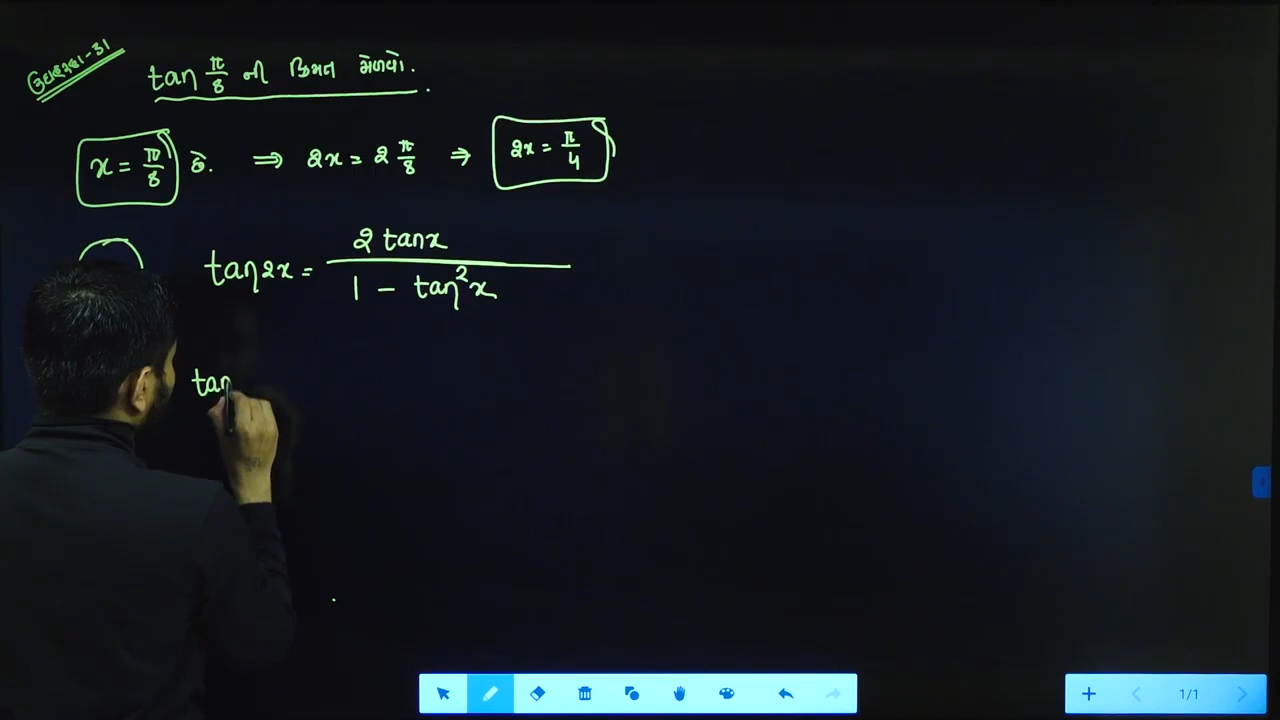 ઉદાહરણ-31
tan π/8 ની કિંમત મેળવો.
x = π/8 છે. ⇒ 2x = 2 π/8 ⇒ 2x = π/4
tan2x = 2 tanx / 1 - tan²x
tan
1/1